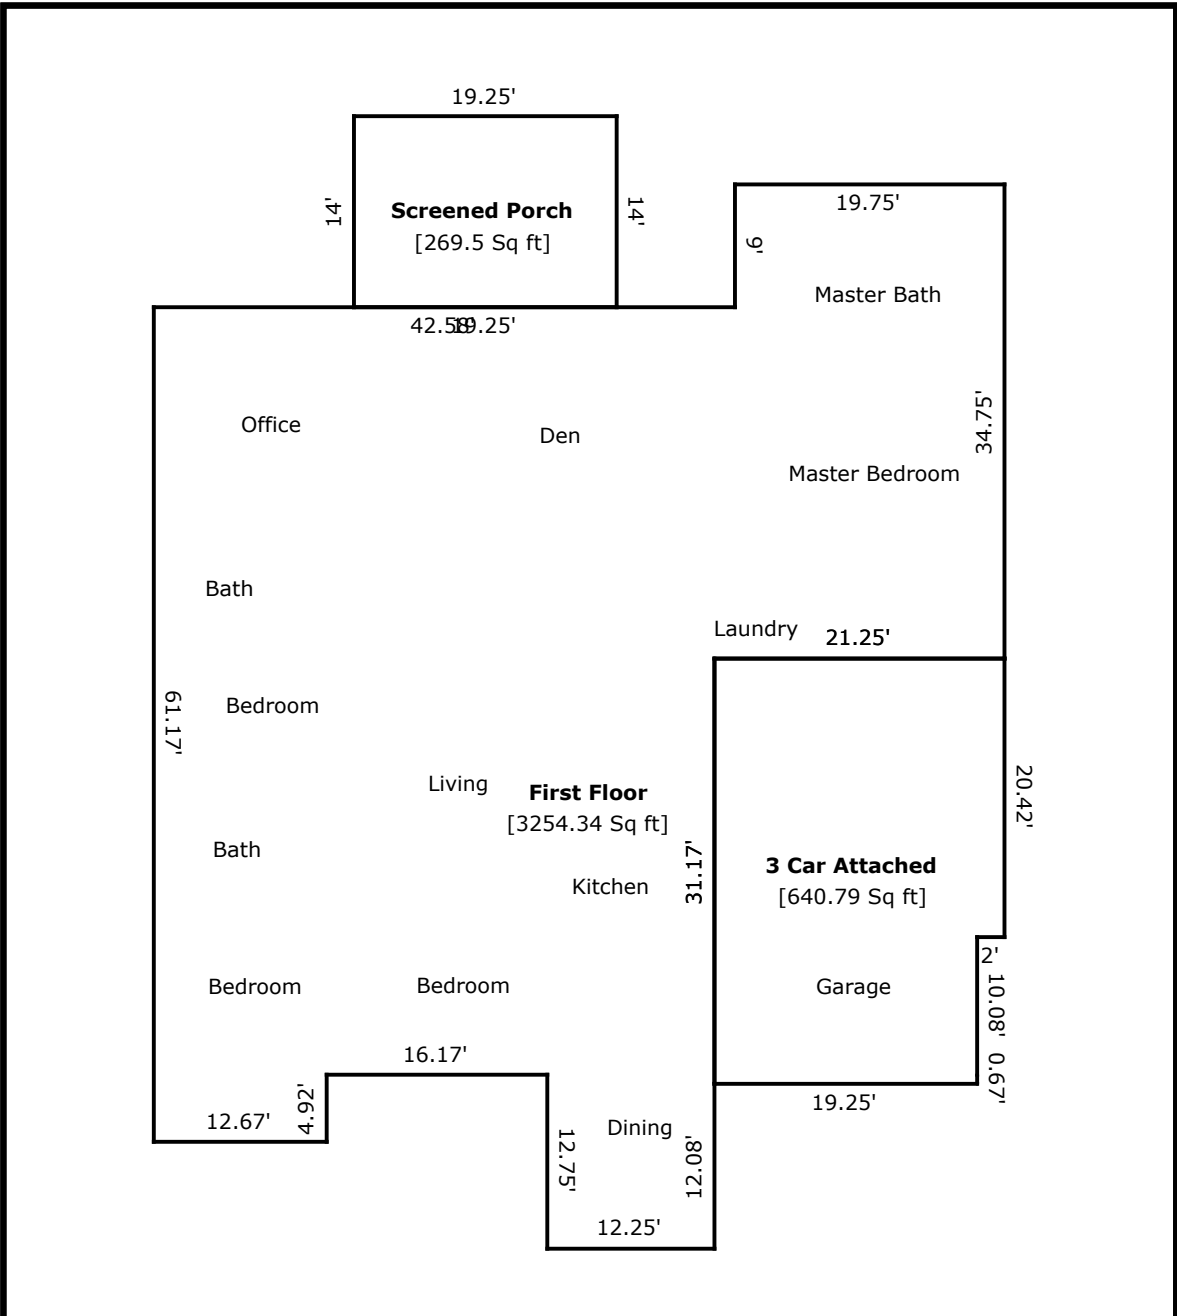 19.25'
14'
Screened Porch
[269.5 Sq ft]
14'
19.75'
9'
Master Bath
42.58'
19.25'
Office
Den
34.75'
Master Bedroom
Bath
Laundry
21.25'
61.17'
Bedroom
Living
First Floor
[3254.34 Sq ft]
20.42'
Bath
Kitchen
31.17'
3 Car Attached
[640.79 Sq ft]
2'
Bedroom
Bedroom
Garage
10.08'
0.67'
16.17'
4.92'
12.67'
19.25'
Dining
12.75'
12.08'
12.25'